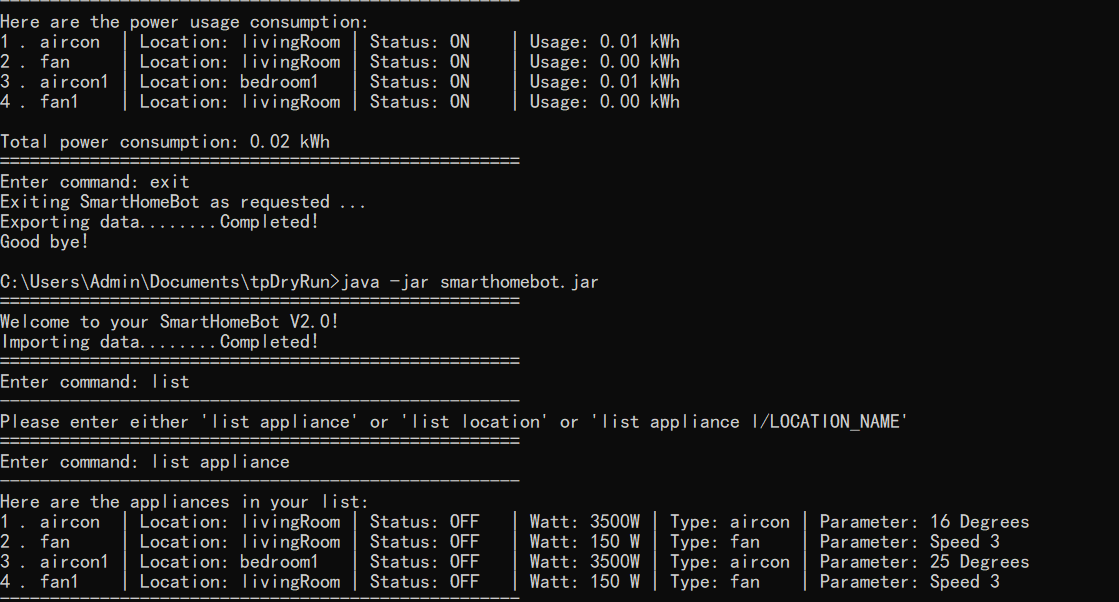 ==================================================== 
Here are the power usage consumption:
1 . aircon  | Location: livingRoom | Status: ON    | Usage: 0.01 kWh
2 . fan     | Location: livingRoom | Status: ON    | Usage: 0.00 kWh
3 . aircon1 | Location: bedroom1   | Status: ON    | Usage: 0.01 kWh
4 . fan1    | Location: livingRoom | Status: ON    | Usage: 0.00 kWh
Total power consumption: 0.02 kWh
====================================================
Enter command: exit
Exiting SmartHomeBot as requested ...
Exporting data........Completed!
Good bye!
C:\Users\Admin\Documents\tpDryRun>java -jar smarthomebot.jar
====================================================
Welcome to your SmartHomeBot V2.0!
Importing data........Completed!
====================================================
Enter command: list
----------------------------------------------------
Please enter either 'list appliance' or 'list location' or 'list appliance l/LOCATION_NAME'
====================================================
Enter command: list appliance
----------------------------------------------------
Here are the appliances in your list:
1 . aircon  | Location: livingRoom | Status: OFF   | Watt: 3500W | Type: aircon | Parameter: 16 Degrees
2 . fan     | Location: livingRoom | Status: OFF   | Watt: 150 W | Type: fan    | Parameter: Speed 3
3 . aircon1 | Location: bedroom1   | Status: OFF   | Watt: 3500W | Type: aircon | Parameter: 25 Degrees
4 . fan1    | Location: livingRoom | Status: OFF   | Watt: 150 W | Type: fan    | Parameter: Speed 3
====================================================